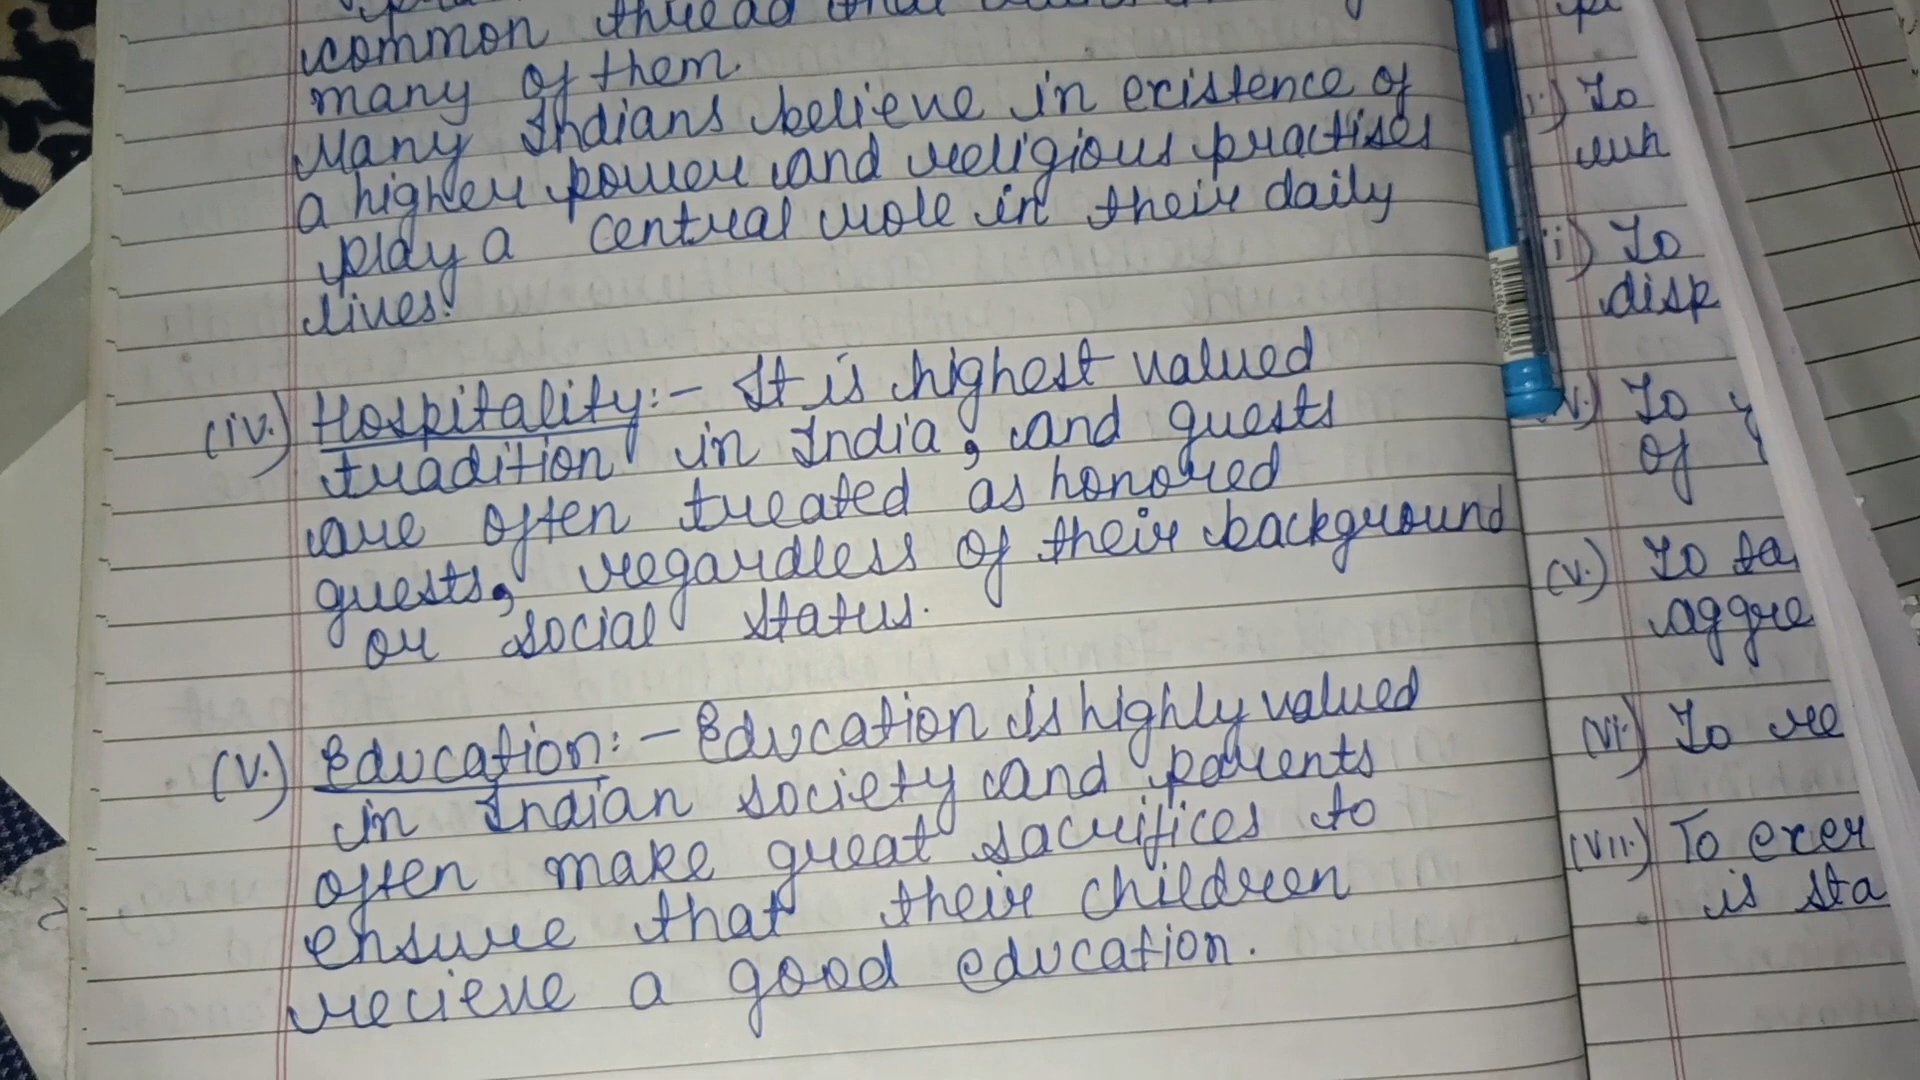 common thread that
many of them
Many Indians believe in existence of
a higher power and religious practises
play a central role in their daily
lives.
(iv.) Hospitality:- It is highest valued
tradition in India, and guests
are often treated as honored
guests, regardless of their background
or social status.
(v.) Education:- Education is highly valued
in Indian society and parents
often make great sacrifices to
ensure that their children
recieve a good education.
To
ii) To
disp
To
of
(v.) To ta
aggre
(vi.) To re
(vii.) To exer
is sta